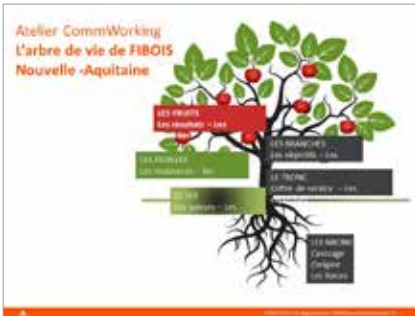 Atelier CommWorking
L'arbre de vie de FIBOIS
Nouvelle -Aquitaine
LES FRUITS
Les résultats – Les
LES BRANCHES
Les objectifs – Les
LES FEUILLES
Les ressources – les
LE TRONC
L'offre de service – Les
LE SOL
Les valeurs – Les
LES RACINES
L'ancrage
L'origine
Les forces